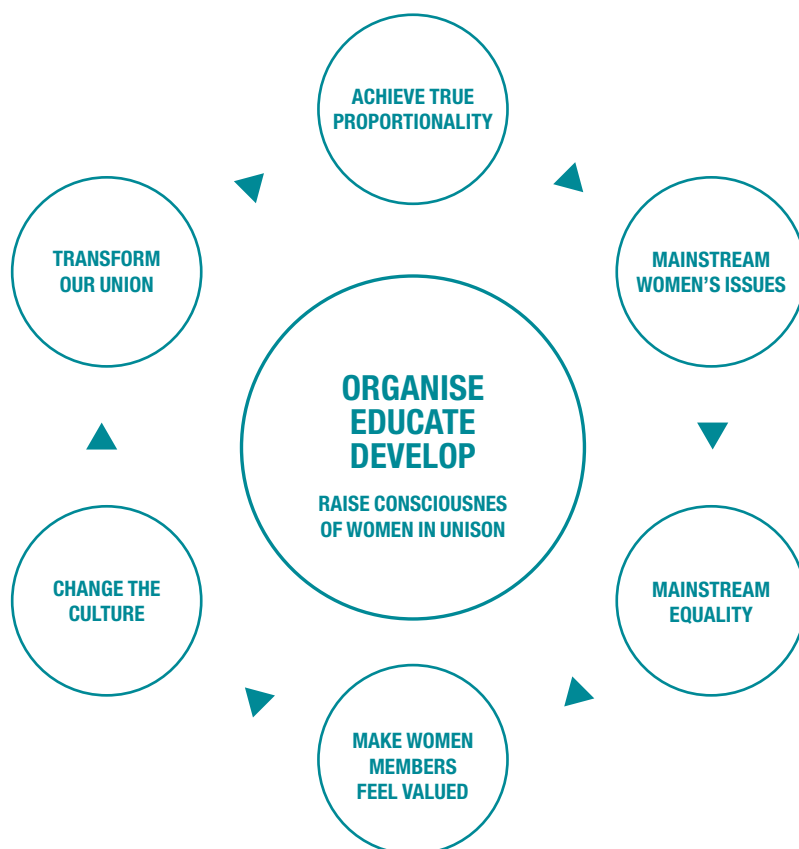 ACHIEVE TRUE
PROPORTIONALITY
MAINSTREAM
WOMEN'S ISSUES
MAINSTREAM
EQUALITY
MAKE WOMEN
MEMBERS
FEEL VALUED
CHANGE THE
CULTURE
TRANSFORM
OUR UNION
ORGANISE
EDUCATE
DEVELOP
RAISE CONSCIOUSNES
OF WOMEN IN UNISON